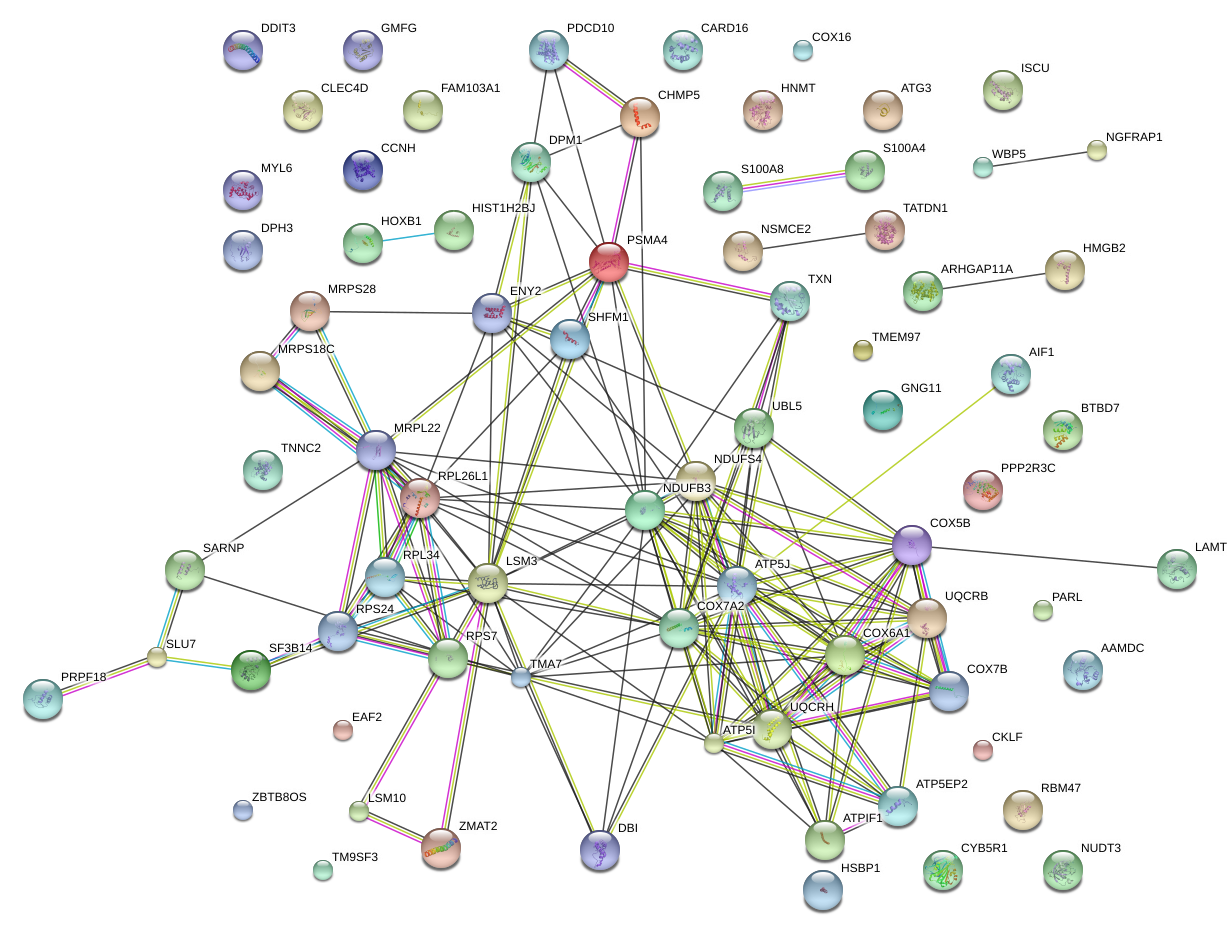 DDIT3
GMFG
PDCD10
CARD16
COX16
ISCU
CLEC4D
FAM103A1
CHMP5
HNMT
ATG3
NGFRAP1
DPM1
CCNH
WBP5
S100A4
S100A8
MYL6
HIST1H2BJ
HOXB1
TATDN1
DPH3
NSMCE2
PSMA4
HMGB2
ARHGAP11A
TXN
ENY2
MRPS28
SHFM1
TMEM97
MRPS18C
AIF1
GNG11
UBL5
BTBD7
MRPL22
TNNC2
NDUFS4
PPP2R3C
RPL26L1
NDUFB3
COX5B
SARNP
LAMT
RPL34
LSM3
ATP5J
PARL
COX7A2
UQCRB
RPS24
COX6A1
SLU7
SF3B14
RPS7
TMA7
AAMDC
COX7B
PRPF18
UQCRH
EAF2
ATP5I
CKLF
ATP5EP2
RBM47
ZBTB8OS
LSM10
ATPIF1
ZMAT2
DBI
TM9SF3
HSBP1
CYB5R1
NUDT3